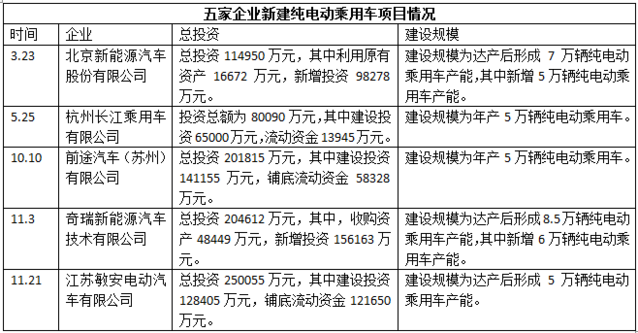 五家企业新建纯电动乘用车项目情况
时间 企业 总投资 建设规模
3.23 北京新能源汽车 总投资 114950 万元，其中利用原有 建设规模为达产后形成 7 万辆纯电动
股份有限公司 资产 16672 万元，新增投资 98278 乘用车产能，其中新增 5 万辆纯电动
万元。 乘用车产能。
5.25 杭州长江乘用车 投资总额为 80090 万元，其中建设投 建设规模为年产 5 万辆纯电动乘用车。
有限公司 资 65000 万元，流动资金 13945 万元。
10.10 前途汽车（苏州） 总投资 201815 万元，其中建设投资 建设规模为年产 5 万辆纯电动乘用车。
有限公司 141155 万元，铺底流动资金 58328
万元。
11.3 奇瑞新能源汽车 总投资 204612 万元，其中，收购资 建设规模为达产后形成 8.5 万辆纯电
技术有限公司 产 48449 万元，新增投资 156163 万 动乘用车产能，其中新增 6 万辆纯电动
元。 乘用车产能。
11.21 江苏敏安电动汽 总投资 250055 万元，其中建设投资 建设规模为达产后形成 5 万辆纯电动
车有限公司 128405 万元，铺底流动资金 121650 乘用车产能。
万元。